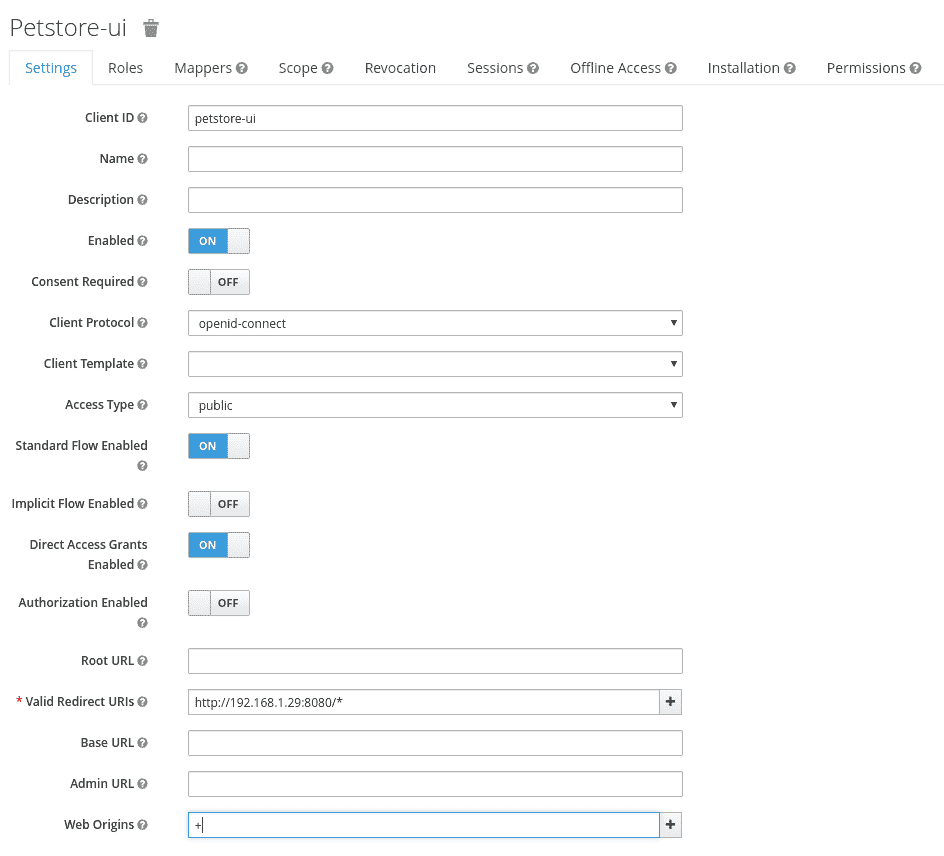 Petstore-ui
Settings Roles Mappers Scope Revocation Sessions Offline Access Installation Permissions
Client ID petstore-ui
Name
Description
Enabled ON
Consent Required OFF
Client Protocol openid-connect
Client Template
Access Type public
Standard Flow Enabled ON
Implicit Flow Enabled OFF
Direct Access Grants ON
Enabled
Authorization Enabled OFF
Root URL
* Valid Redirect URIs http://192.168.1.29:8080/* +
Base URL
Admin URL
Web Origins + +